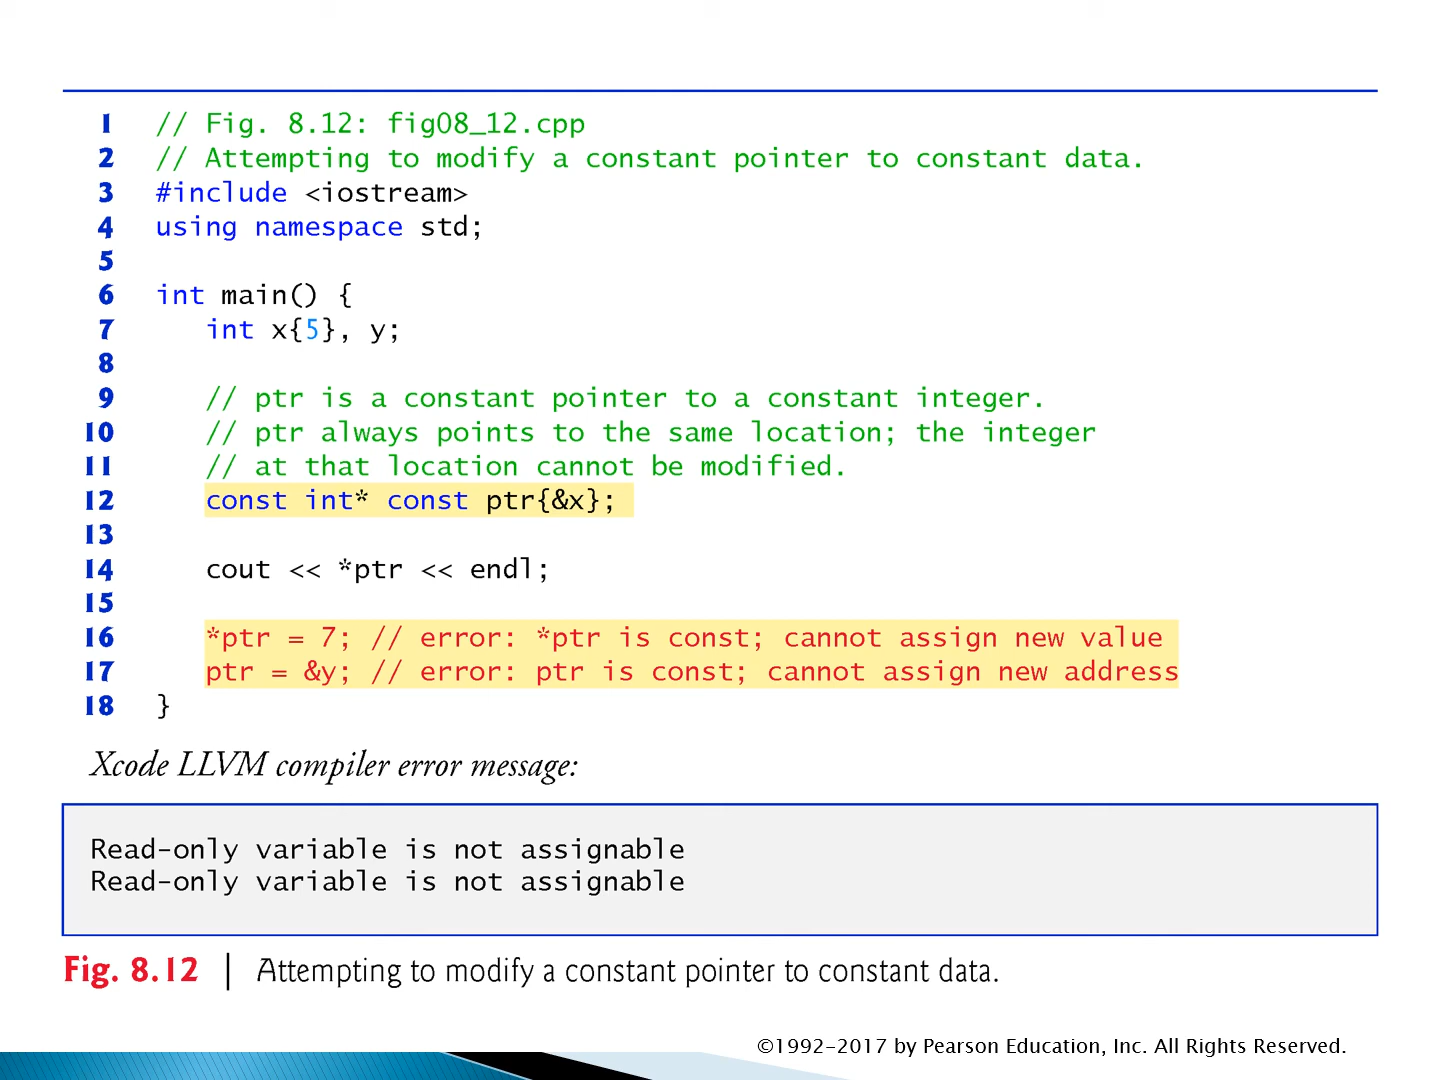 1 // Fig. 8.12: fig08_12.cpp
2 // Attempting to modify a constant pointer to constant data.
3 #include <iostream>
4 using namespace std;
5
6 int main() {
7 int x{5}, y;
8
9 // ptr is a constant pointer to a constant integer.
10 // ptr always points to the same location; the integer
11 // at that location cannot be modified.
12 const int* const ptr{&x};
13
14 cout << *ptr << endl;
15
16 *ptr = 7; // error: *ptr is const; cannot assign new value
17 ptr = &y; // error: ptr is const; cannot assign new address
18 }
Xcode LLVM compiler error message:
Read-only variable is not assignable
Read-only variable is not assignable
Fig. 8.12 | Attempting to modify a constant pointer to constant data.
©1992-2017 by Pearson Education, Inc. All Rights Reserved.